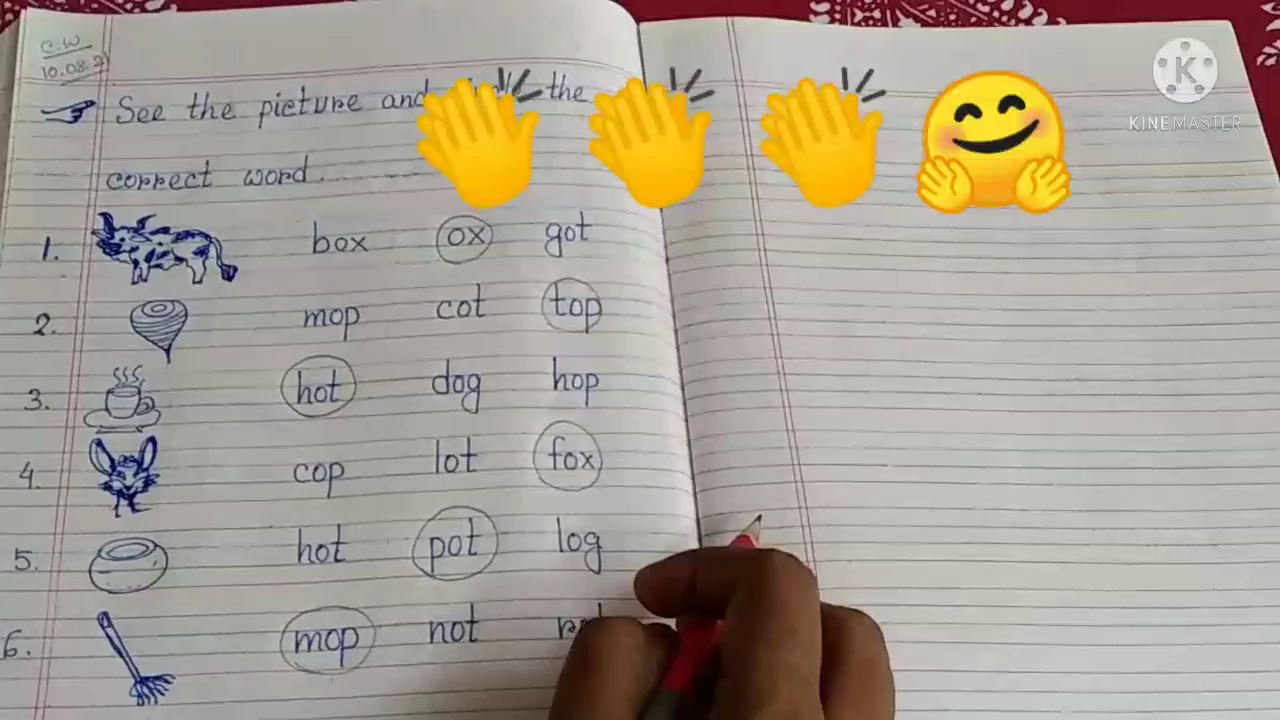 C.W
10.08.21
See the picture and the
correct word.
1. box ox got
2. mop cot top
3. hot dog hop
4. cop lot fox
5. hot pot log
6. mop not
KINEMASTER